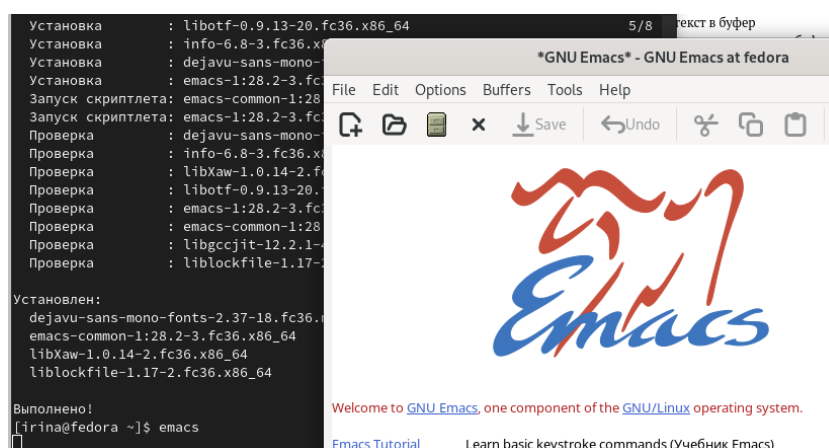 Установка : libotf-0.9.13-20.fc36.x86_64 5/8
Установка : info-6.8-3.fc36.x8
Установка : dejavu-sans-mono-
Установка : emacs-1:28.2-3.fc
Запуск скриптлета: emacs-common-1:28
Запуск скриптлета: emacs-1:28.2-3.fc3
Проверка : dejavu-sans-mono-
Проверка : info-6.8-3.fc36.x8
Проверка : libXaw-1.0.14-2.f
Проверка : libotf-0.9.13-20.
Проверка : emacs-1:28.2-3.fc3
Проверка : emacs-common-1:28
Проверка : libgccjit-12.2.1-
Проверка : liblockfile-1.17-
Установлен:
dejavu-sans-mono-fonts-2.37-18.fc36.
emacs-common-1:28.2-3.fc36.x86_64
libXaw-1.0.14-2.fc36.x86_64
liblockfile-1.17-2.fc36.x86_64
Выполнено!
[irina@fedora ~]$ emacs
текст в буфер
*GNU Emacs* - GNU Emacs at fedora
File Edit Options Buffers Tools Help
Save Undo
Emacs
Welcome to GNU Emacs, one component of the GNU/Linux operating system.
Emacs Tutorial Learn basic keystroke commands (Учебник Emacs)